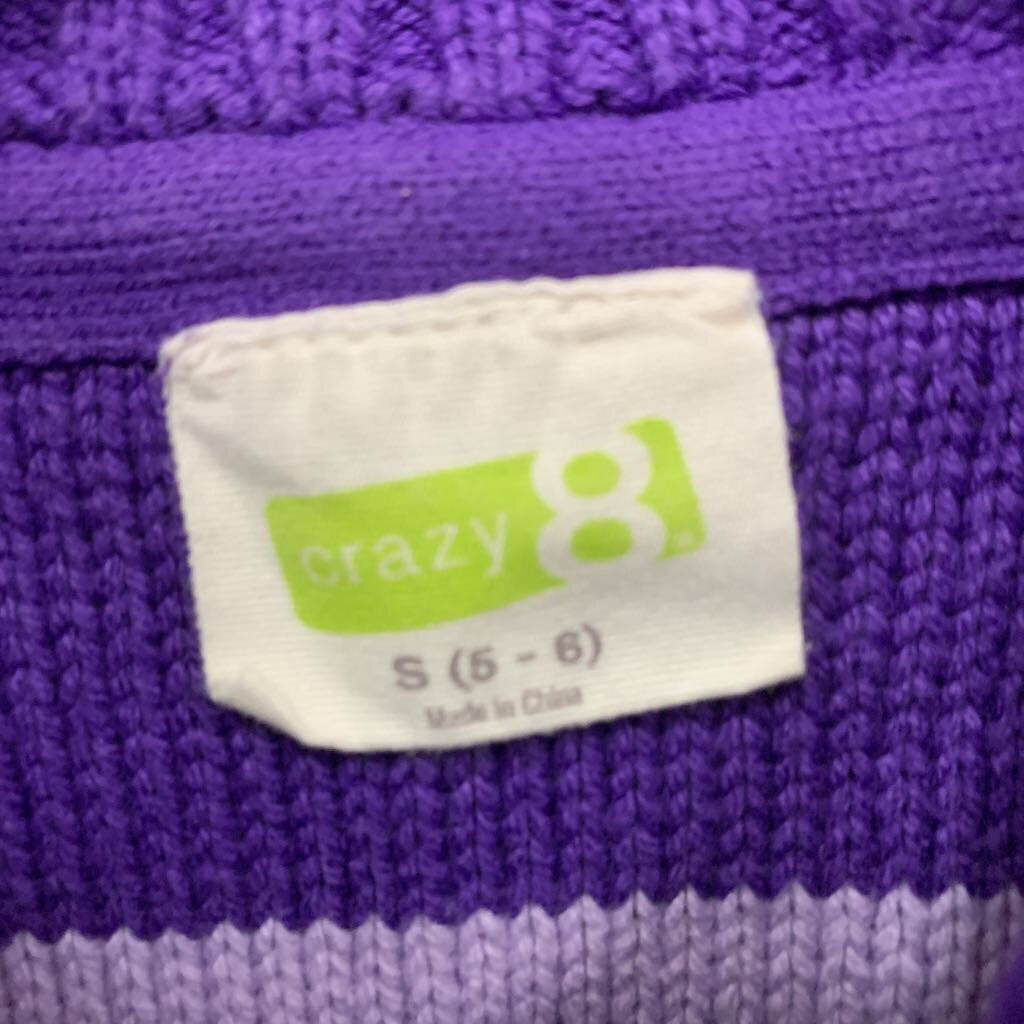 crazy 8
S (5 - 6)
Made in China